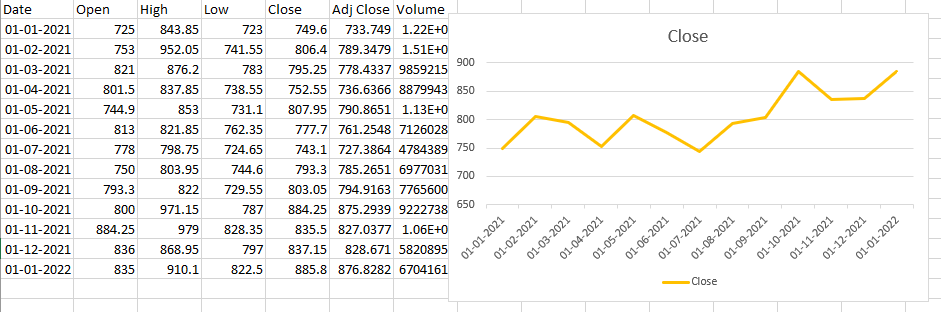 Date Open High Low Close Adj Close Volume
01-01-2021 725 843.85 723 749.6 733.749 1.22E+0
01-02-2021 753 952.05 741.55 806.4 789.3479 1.51E+0
01-03-2021 821 876.2 783 795.25 778.4337 9859215
01-04-2021 801.5 837.85 738.55 752.55 736.6366 8879943
01-05-2021 744.9 853 731.1 807.95 790.8651 1.13E+0
01-06-2021 813 821.85 762.35 777.7 761.2548 7126028
01-07-2021 778 798.75 724.65 743.1 727.3864 4784389
01-08-2021 750 803.95 744.6 793.3 785.2651 6977031
01-09-2021 793.3 822 729.55 803.05 794.9163 7765600
01-10-2021 800 971.15 787 884.25 875.2939 9222738
01-11-2021 884.25 979 828.35 835.5 827.0377 1.06E+0
01-12-2021 836 868.95 797 837.15 828.671 5820895
01-01-2022 835 910.1 822.5 885.8 876.8282 6704161
Close
900
850
800
750
700
650
01-01-2021
01-02-2021
01-03-2021
01-04-2021
01-05-2021
01-06-2021
01-07-2021
01-08-2021
01-09-2021
01-10-2021
01-11-2021
01-12-2021
01-01-2022
Close